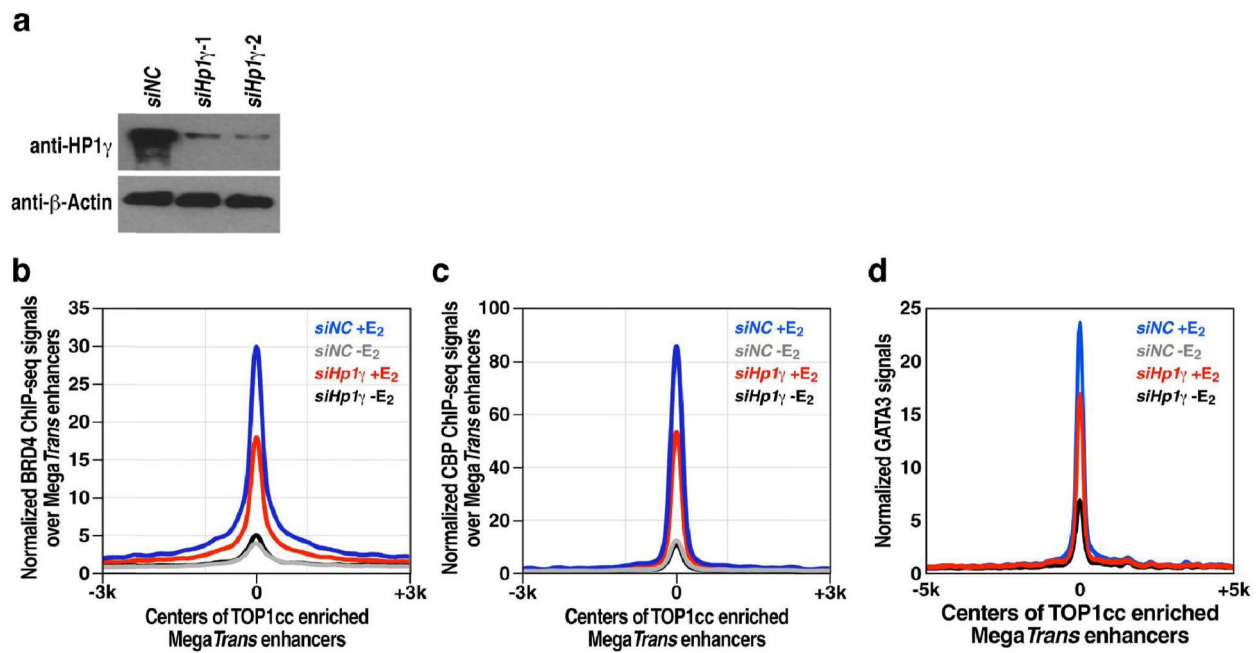 a
siNC
siHp1γ-1
siHp1γ-2
anti-HP1γ
anti-β-Actin
b
Normalized BRD4 ChIP-seq signals
over MegaTrans enhancers
35
30
25
20
15
10
5
0
siNC +E2
siNC -E2
siHp1γ +E2
siHp1γ -E2
-3k
0
+3k
Centers of TOP1cc enriched
MegaTrans enhancers
c
Normalized CBP ChIP-seq signals
over MegaTrans enhancers
100
80
60
40
20
0
siNC +E2
siNC -E2
siHp1γ +E2
siHp1γ -E2
-3k
0
+3k
Centers of TOP1cc enriched
MegaTrans enhancers
d
Normalized GATA3 signals
25
20
15
10
5
0
siNC +E2
siNC -E2
siHp1γ +E2
siHp1γ -E2
-5k
0
+5k
Centers of TOP1cc enriched
MegaTrans enhancers